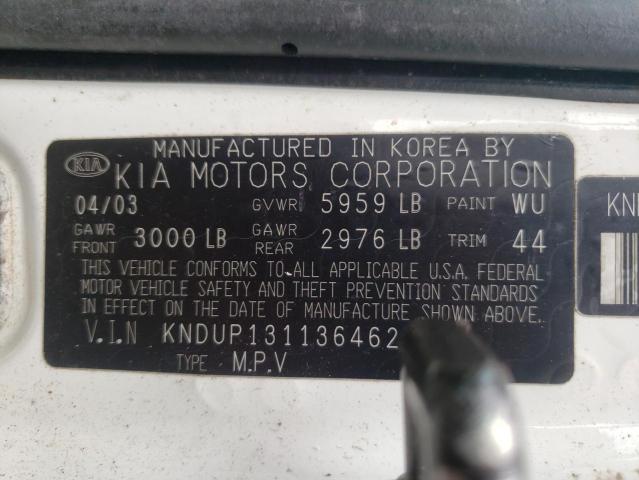 MANUFACTURED IN KOREA BY
KIA KIA MOTORS CORPORATION
04/03 GVWR 5959 LB PAINT WU
GAWR FRONT 3000 LB GAWR REAR 2976 LB TRIM 44
THIS VEHICLE CONFORMS TO ALL APPLICABLE U.S.A. FEDERAL
MOTOR VEHICLE SAFETY AND THEFT PREVENTION STANDARDS
IN EFFECT ON THE DATE OF MANUFACTURE SHOWN ABOVE.
V.I.N KNDUP131136462
TYPE M.P.V
KN